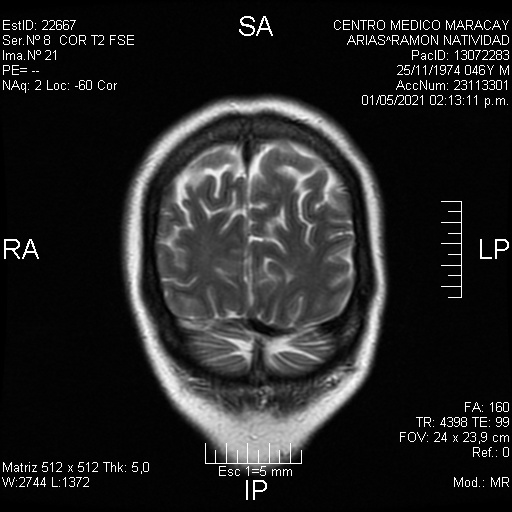 EstID: 22667
Ser.Nº 8 COR T2 FSE
Ima.Nº 21
PE= --
NAq: 2 Loc: -60 Cor
SA
CENTRO MEDICO MARACAY
ARIAS^RAMON NATIVIDAD
PacID: 13072283
25/11/1974 046Y M
AccNum: 23113301
01/05/2021 02:13:11 p.m.
RA
LP
FA: 160
TR: 4398 TE: 99
FOV: 24 x 23,9 cm
Ref.: 0
Mod.: MR
Matriz 512 x 512 Thk: 5,0
W:2744 L:1372
Esc 1=5 mm
IP